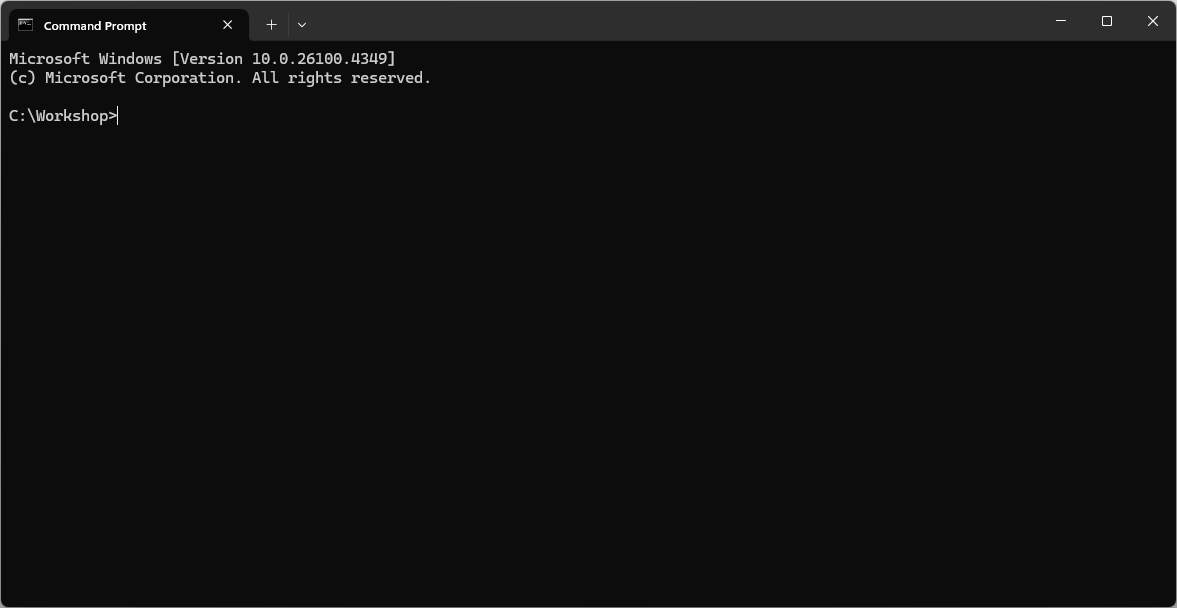 Command Prompt
Microsoft Windows [Version 10.0.26100.4349]
(c) Microsoft Corporation. All rights reserved.
C:\Workshop>